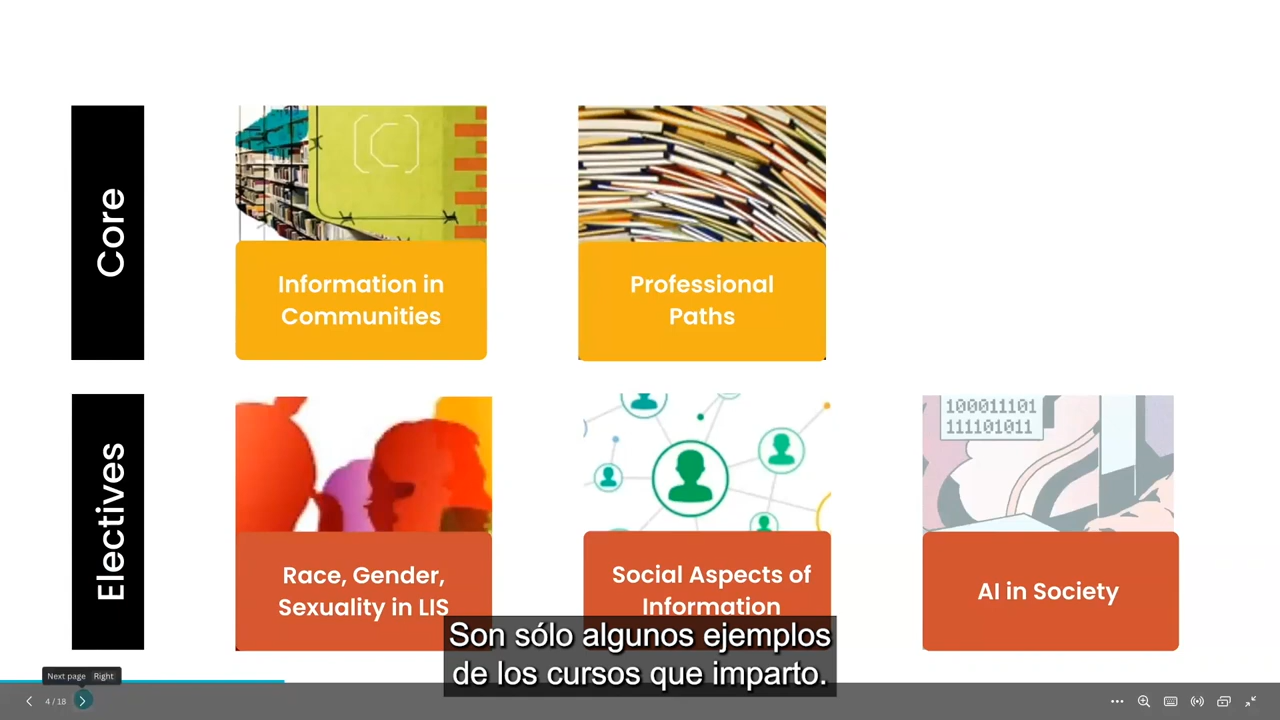 Core
Information in
Communities
Professional
Paths
Electives
100011101
111101011
Race, Gender,
Sexuality in LIS
Social Aspects of
Information
AI in Society
Son sólo algunos ejemplos
de los cursos que imparto.
Next page Right
4 / 18